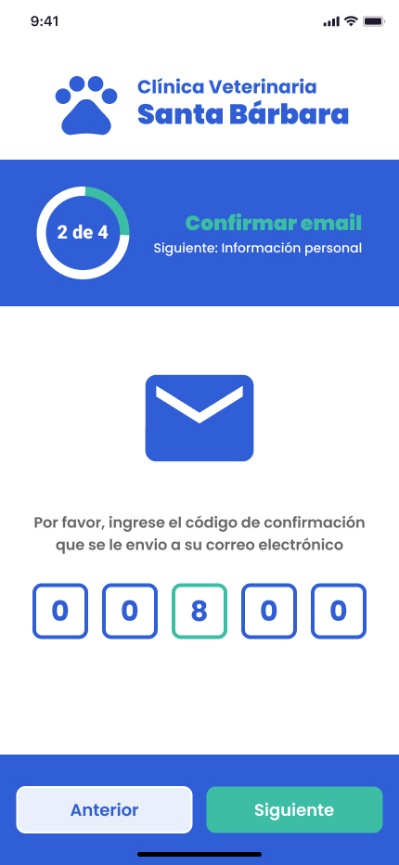 9:41
Clínica Veterinaria
Santa Bárbara
2 de 4
Confirmar email
Siguiente: Información personal
Por favor, ingrese el código de confirmación
que se le envio a su correo electrónico
0 0 8 0 0
Anterior
Siguiente